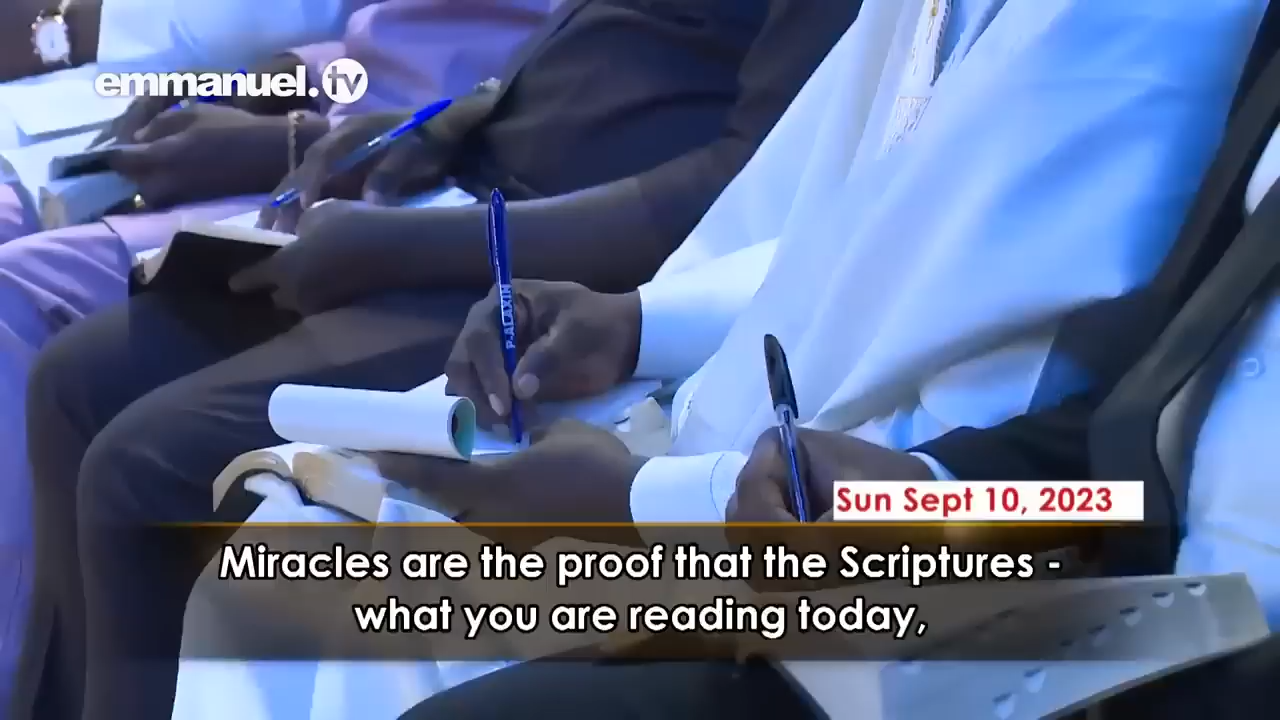 emmanuel.tv
P.ALAXIN
Sun Sept 10, 2023
Miracles are the proof that the Scriptures -
what you are reading today,